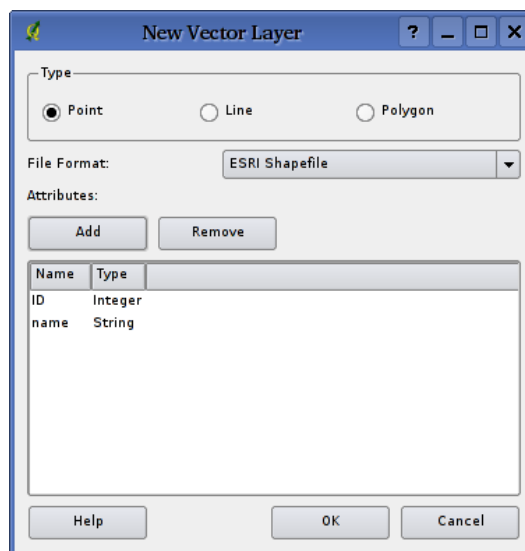 New Vector Layer ?
Type
Point Line Polygon
File Format: ESRI Shapefile
Attributes:
Add Remove
Name Type
ID Integer
name String
Help OK Cancel